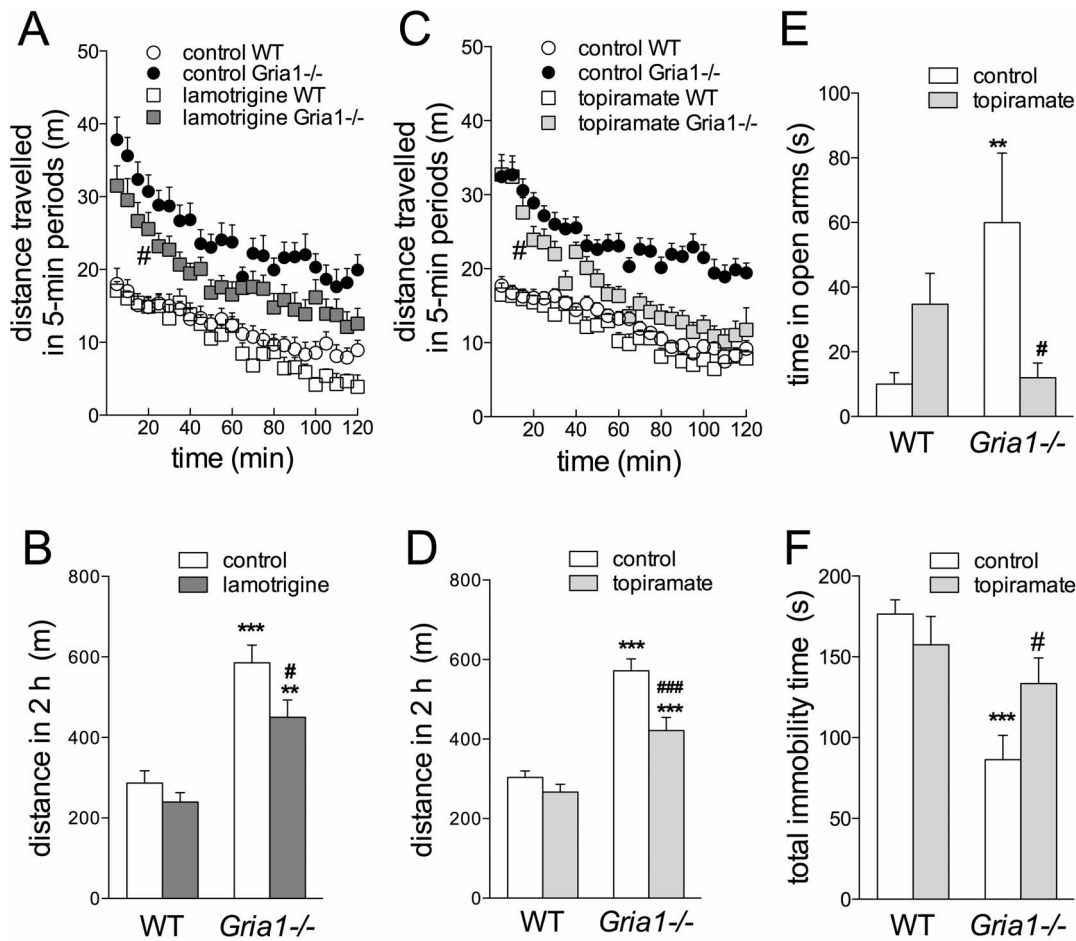 A
distance travelled
in 5-min periods (m)
50
40
30
20
10
0
control WT
control Gria1-/-
lamotrigine WT
lamotrigine Gria1-/-
#
20 40 60 80 100 120
time (min)
C
distance travelled
in 5-min periods (m)
50
40
30
20
10
0
control WT
control Gria1-/-
topiramate WT
topiramate Gria1-/-
#
20 40 60 80 100 120
time (min)
E
time in open arms (s)
control
topiramate
100
80
60
40
20
0
**
#
WT Gria1-/-
B
distance in 2 h (m)
control
lamotrigine
800
600
400
200
0
***
#
**
WT Gria1-/-
D
distance in 2 h (m)
control
topiramate
800
600
400
200
0
***
###
***
WT Gria1-/-
F
total immobility time (s)
control
topiramate
200
150
100
50
0
***
#
WT Gria1-/-